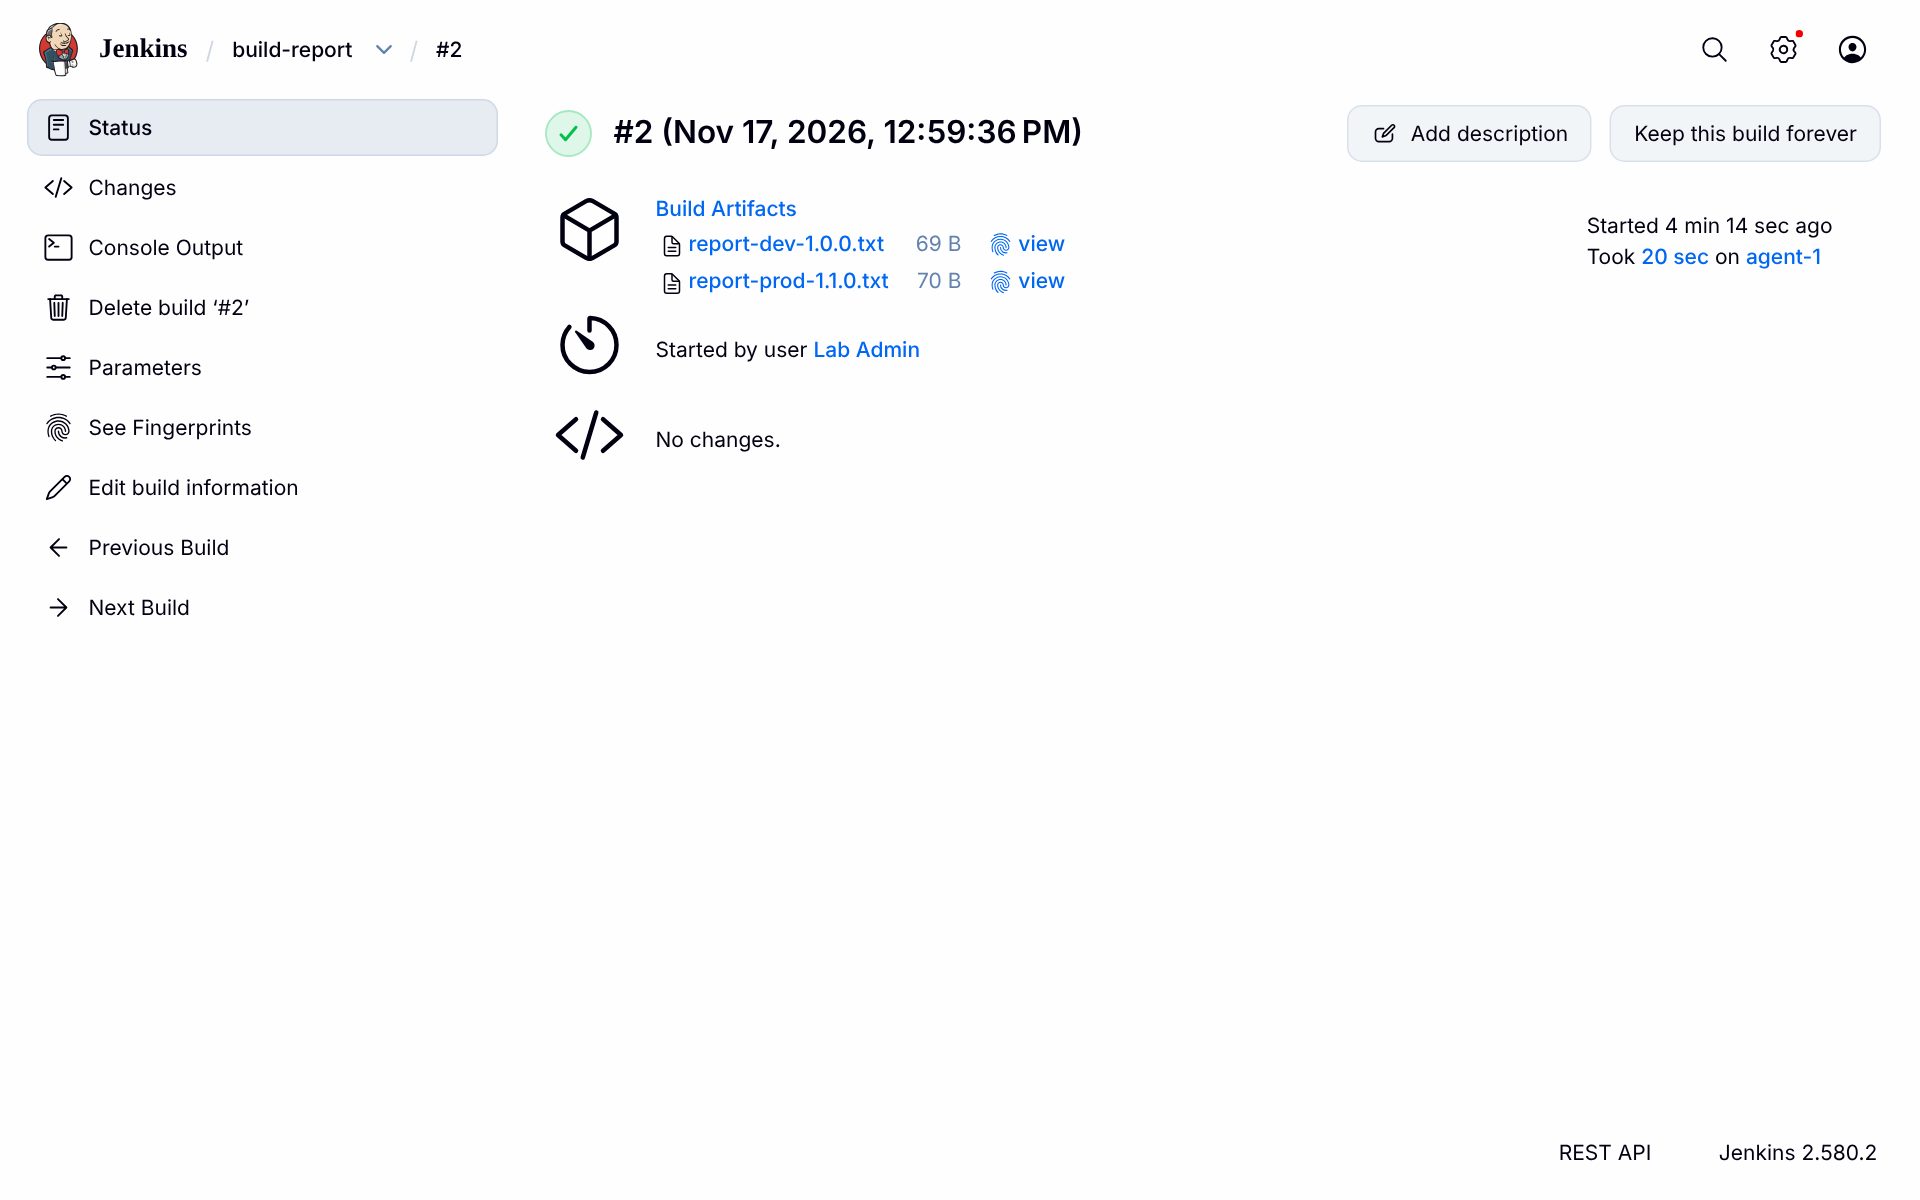 Jenkins / build-report / #2
Status
Changes
Console Output
Delete build ‘#2’
Parameters
See Fingerprints
Edit build information
Previous Build
Next Build
#2 (Nov 17, 2026, 12:59:36 PM)
Add description
Keep this build forever
Build Artifacts
report-dev-1.0.0.txt 69 B view
report-prod-1.1.0.txt 70 B view
Started 4 min 14 sec ago
Took 20 sec on agent-1
Started by user Lab Admin
No changes.
REST API
Jenkins 2.580.2